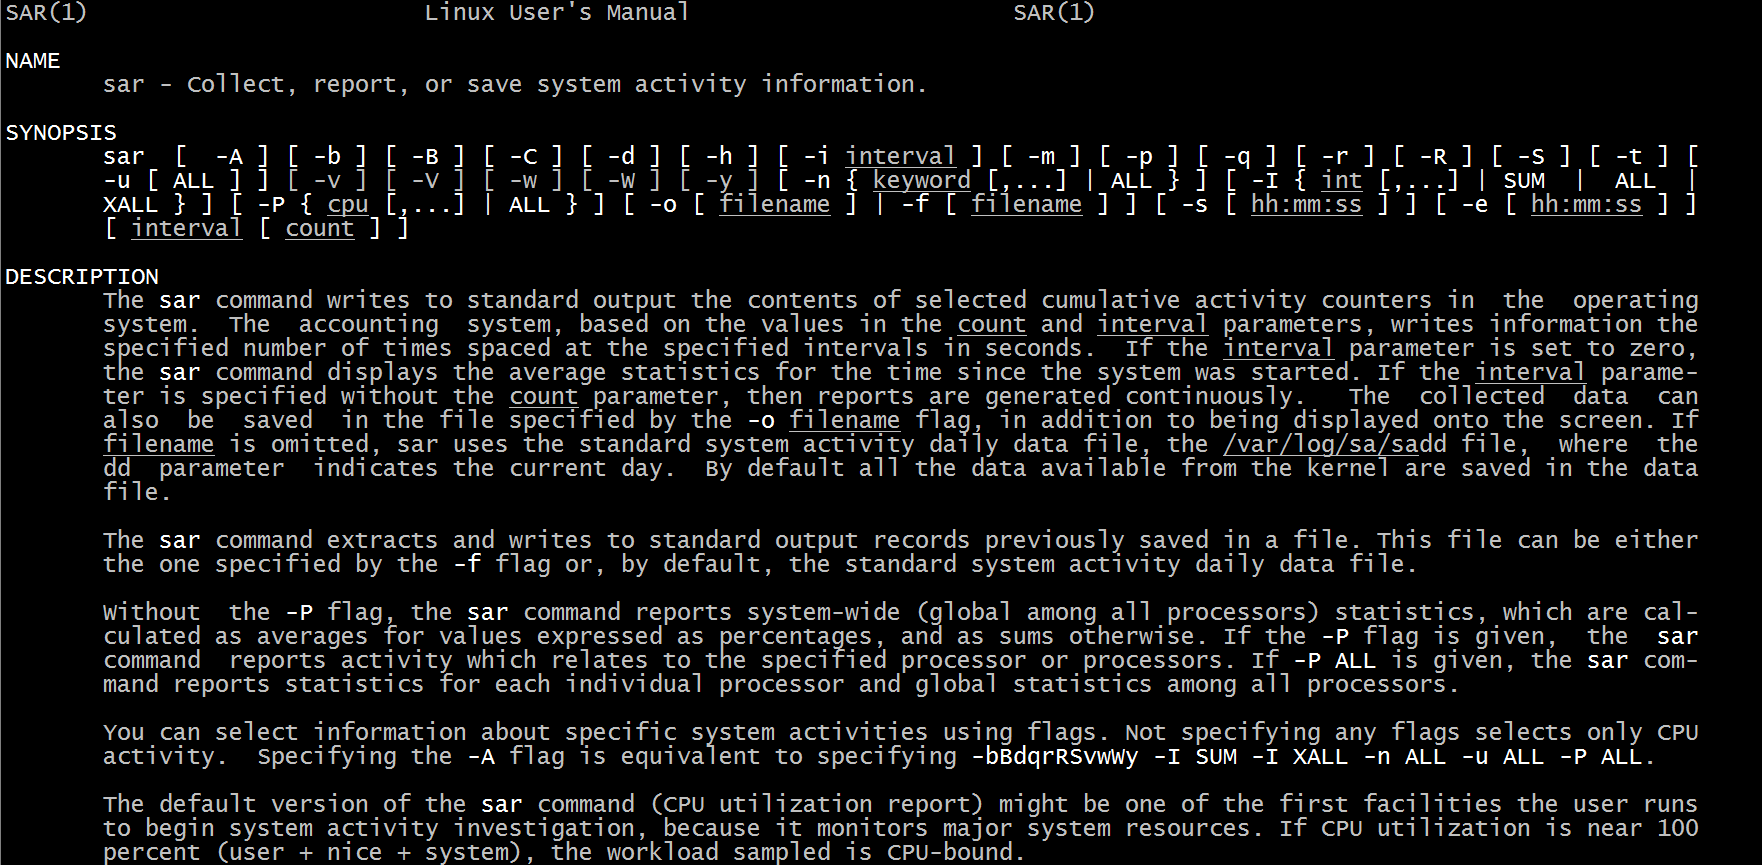 SAR(1)                        Linux User's Manual                       SAR(1)
NAME
sar - Collect, report, or save system activity information.
SYNOPSIS
sar  [  -A ] [ -b ] [ -B ] [ -C ] [ -d ] [ -h ] [ -i interval ] [ -m ] [ -p ] [ -q ] [ -r ] [ -R ] [ -S ] [ -t ] [
-u [ ALL ] ] [ -v ] [ -V ] [ -w ] [ -W ] [ -y ] [ -n { keyword [,...] | ALL } ] [ -I { int [,...] | SUM  |  ALL  |
XALL } ] [ -P { cpu [,...] | ALL } ] [ -o [ filename ] | -f [ filename ] ] [ -s [ hh:mm:ss ] ] [ -e [ hh:mm:ss ] ]
[ interval [ count ] ]
DESCRIPTION
The sar command writes to standard output the contents of selected cumulative activity counters in  the  operating
system.  The  accounting  system, based on the values in the count and interval parameters, writes information the
specified number of times spaced at the specified intervals in seconds.  If the interval parameter is set to zero,
the sar command displays the average statistics for the time since the system was started. If the interval parame-
ter is specified without the count parameter, then reports are generated continuously.   The  collected  data  can
also  be  saved  in the file specified by the -o filename flag, in addition to being displayed onto the screen. If
filename is omitted, sar uses the standard system activity daily data file, the /var/log/sa/sadd file,  where  the
dd  parameter  indicates the current day.  By default all the data available from the kernel are saved in the data
file.
The sar command extracts and writes to standard output records previously saved in a file. This file can be either
the one specified by the -f flag or, by default, the standard system activity daily data file.
Without  the -P flag, the sar command reports system-wide (global among all processors) statistics, which are cal-
culated as averages for values expressed as percentages, and as sums otherwise. If the -P flag is given,  the  sar
command  reports activity which relates to the specified processor or processors. If -P ALL is given, the sar com-
mand reports statistics for each individual processor and global statistics among all processors.
You can select information about specific system activities using flags. Not specifying any flags selects only CPU
activity.  Specifying the -A flag is equivalent to specifying -bBdqrRSvwWy -I SUM -I XALL -n ALL -u ALL -P ALL.
The default version of the sar command (CPU utilization report) might be one of the first facilities the user runs
to begin system activity investigation, because it monitors major system resources. If CPU utilization is near 100
percent (user + nice + system), the workload sampled is CPU-bound.